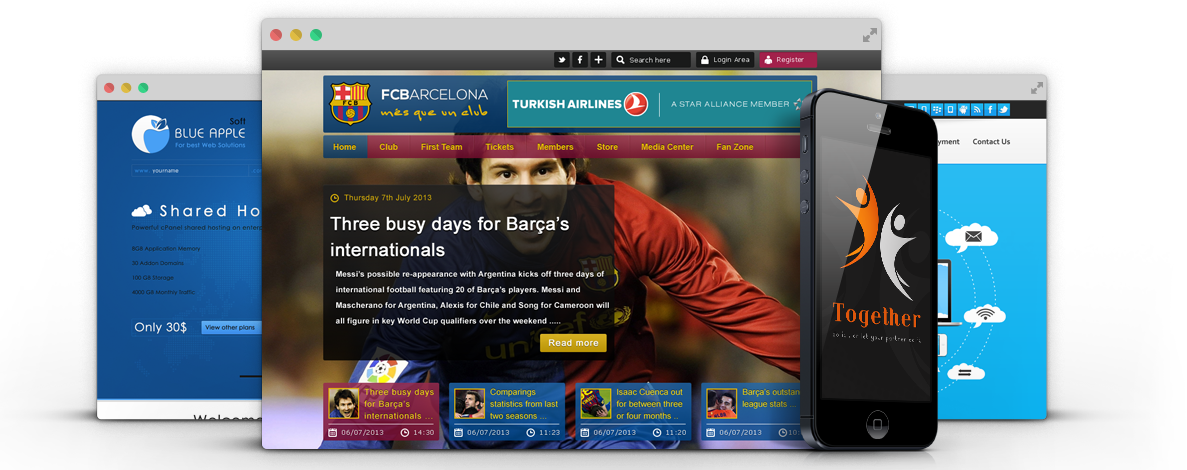 Search here
Login Area
Register
FCB
FCBARCELONA
més que un club
TURKISH AIRLINES
A STAR ALLIANCE MEMBER
Home
Club
First Team
Tickets
Members
Store
Media Center
Fan Zone
Thursday 7th July 2013
Three busy days for Barça’s
internationals
Messi's possible re-appearance with Argentina kicks off three days of
international football featuring 20 of Barça's players. Messi and
Mascherano for Argentina, Alexis for Chile and Song for Cameroon will
all figure in key World Cup qualifiers over the weekend .....
Read more
unicef
Three busy days
for Barça's
internationals ...
06/07/2013 14:30
Comparings
statistics from last
two seasons ...
06/07/2013 11:23
Isaac Cuenca out
for between three
or four months ..
06/07/2013 11:20
Barça's outstan
league stats ...
06/07/2013 10:
Soft
BLUE APPLE
For best Web Solutions
www. yourname
Shared Ho
Powerful cPanel shared hosting on enterp
8GB Application Memory
30 Addon Domains
100 GB Storage
4000 GB Monthly Traffic
Only 30$
View other plans
Welcome
Together
yment
Contact Us